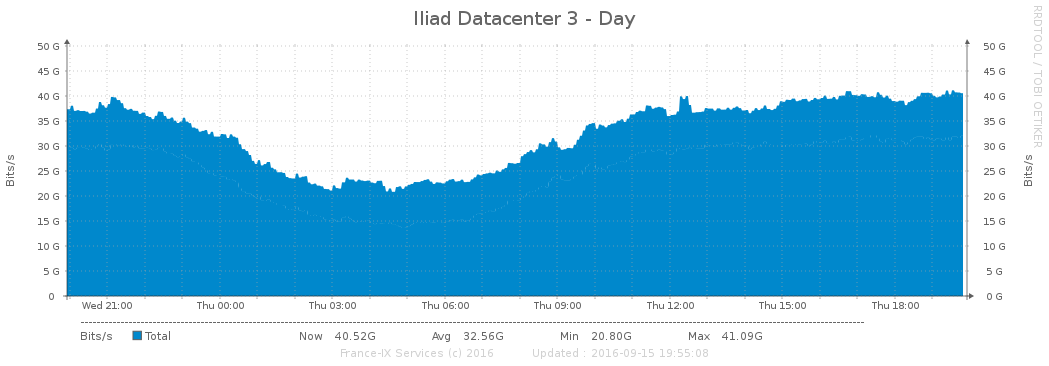 Iliad Datacenter 3 - Day
RRDTOOL / TOBI OETIKER
Bits/s
Bits/s
50 G 50 G
45 G 45 G
40 G 40 G
35 G 35 G
30 G 30 G
25 G 25 G
20 G 20 G
15 G 15 G
10 G 10 G
5 G 5 G
0 0 G
Wed 21:00 Thu 00:00 Thu 03:00 Thu 06:00 Thu 09:00 Thu 12:00 Thu 15:00 Thu 18:00
Bits/s Total Now 40.52G Avg 32.56G Min 20.80G Max 41.09G
France-IX Services (c) 2016 Updated : 2016-09-15 19:55:08